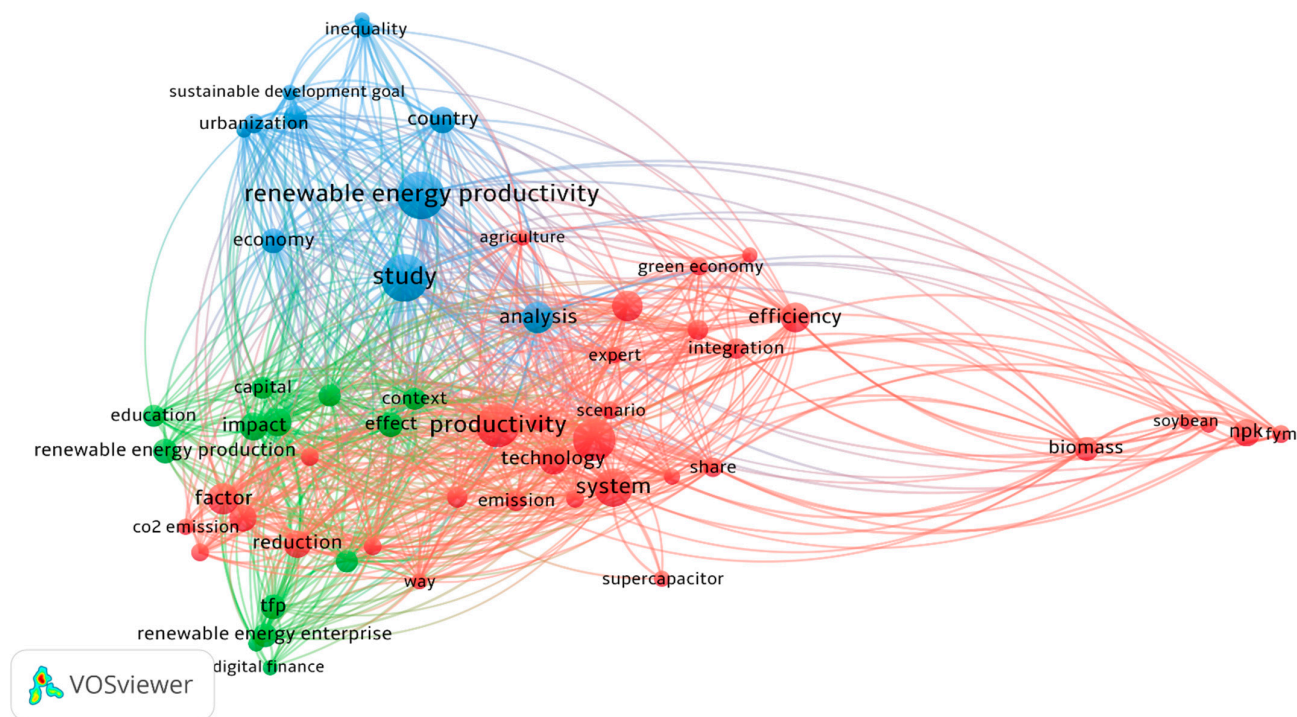 inequality
sustainable development goal
urbanization
country
renewable energy productivity
agriculture
economy
green economy
study
analysis
efficiency
integration
expert
capital
context
education
scenario
impact
effect
productivity
soybean
npk
fym
renewable energy production
biomass
technology
share
system
factor
emission
co2 emission
reduction
way
supercapacitor
tfp
renewable energy enterprise
digital finance
VOSviewer